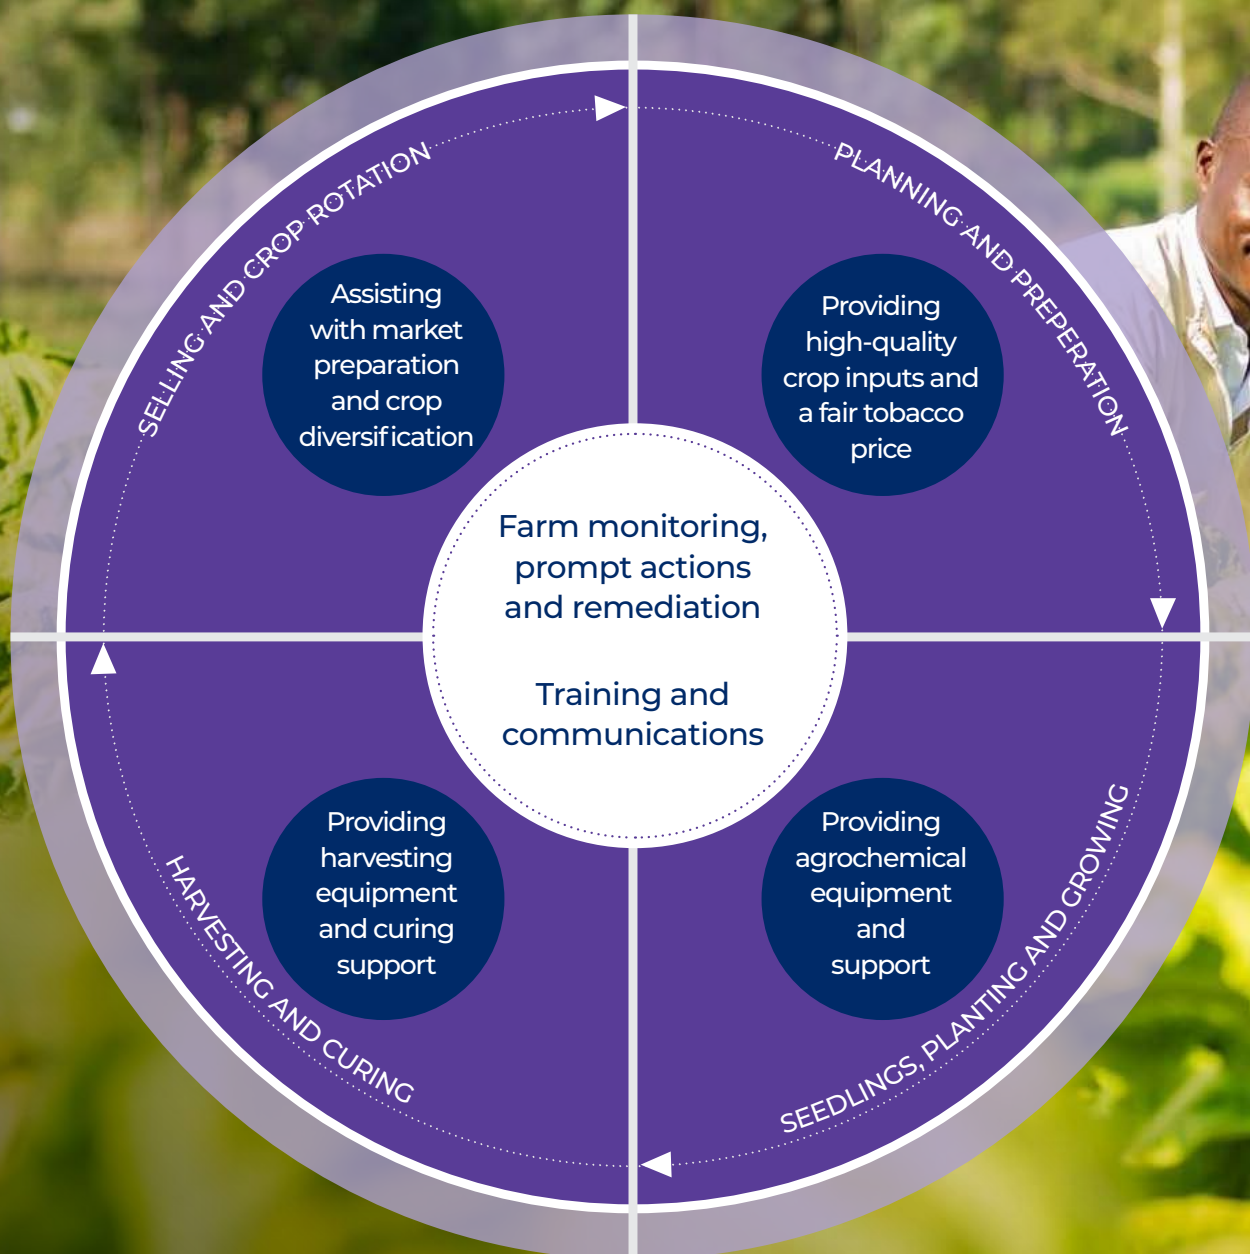 SELLING AND CROP ROTATION
PLANNING AND PREPERATION
Assisting
with market
preparation
and crop
diversification
Providing
high-quality
crop inputs and
a fair tobacco
price
Farm monitoring,
prompt actions
and remediation
Training and
communications
Providing
harvesting
equipment
and curing
support
Providing
agrochemical
equipment
and
support
HARVESTING AND CURING
SEEDLINGS, PLANTING AND GROWING